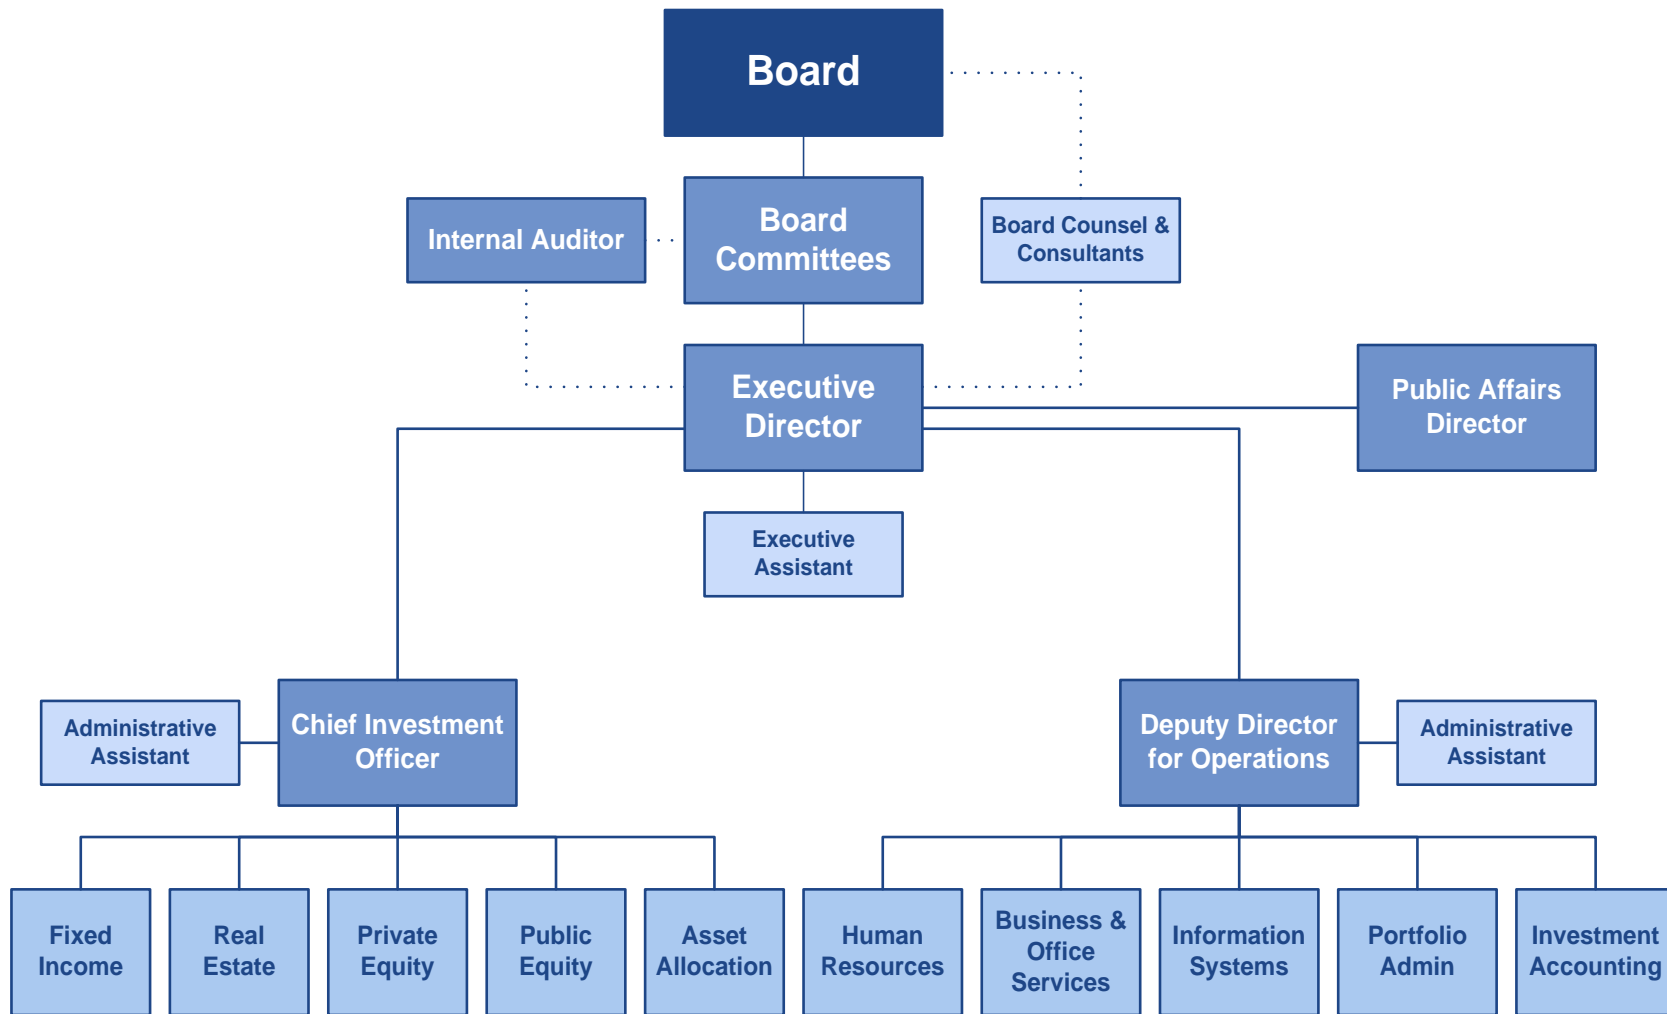 Board
Internal Auditor
Board
Committees
Board Counsel &
Consultants
Executive
Director
Public Affairs
Director
Executive
Assistant
Administrative
Assistant
Chief Investment
Officer
Deputy Director
for Operations
Administrative
Assistant
Fixed
Income
Real
Estate
Private
Equity
Public
Equity
Asset
Allocation
Human
Resources
Business &
Office
Services
Information
Systems
Portfolio
Admin
Investment
Accounting